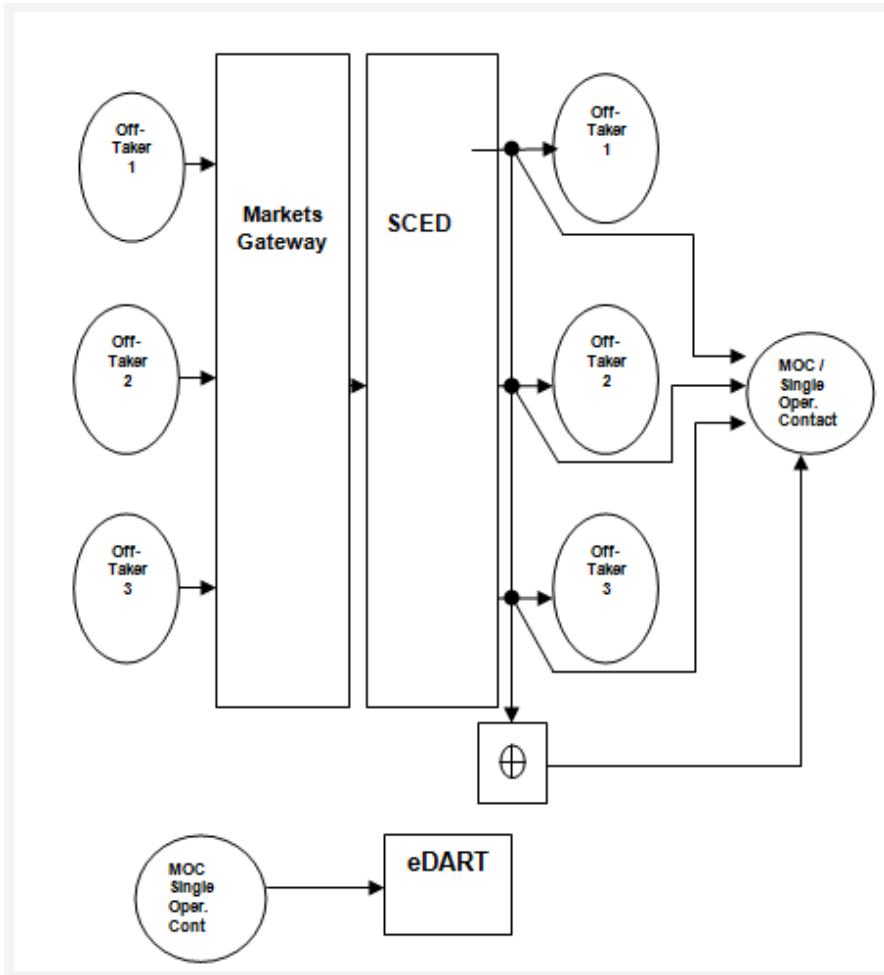 Off-
Taker
1
Off-
Taker
2
Off-
Taker
3
Markets
Gateway
SCED
Off-
Taker
1
Off-
Taker
2
Off-
Taker
3
MOC /
Single
Oper.
Contact
MOC
Single
Oper.
Cont
eDART